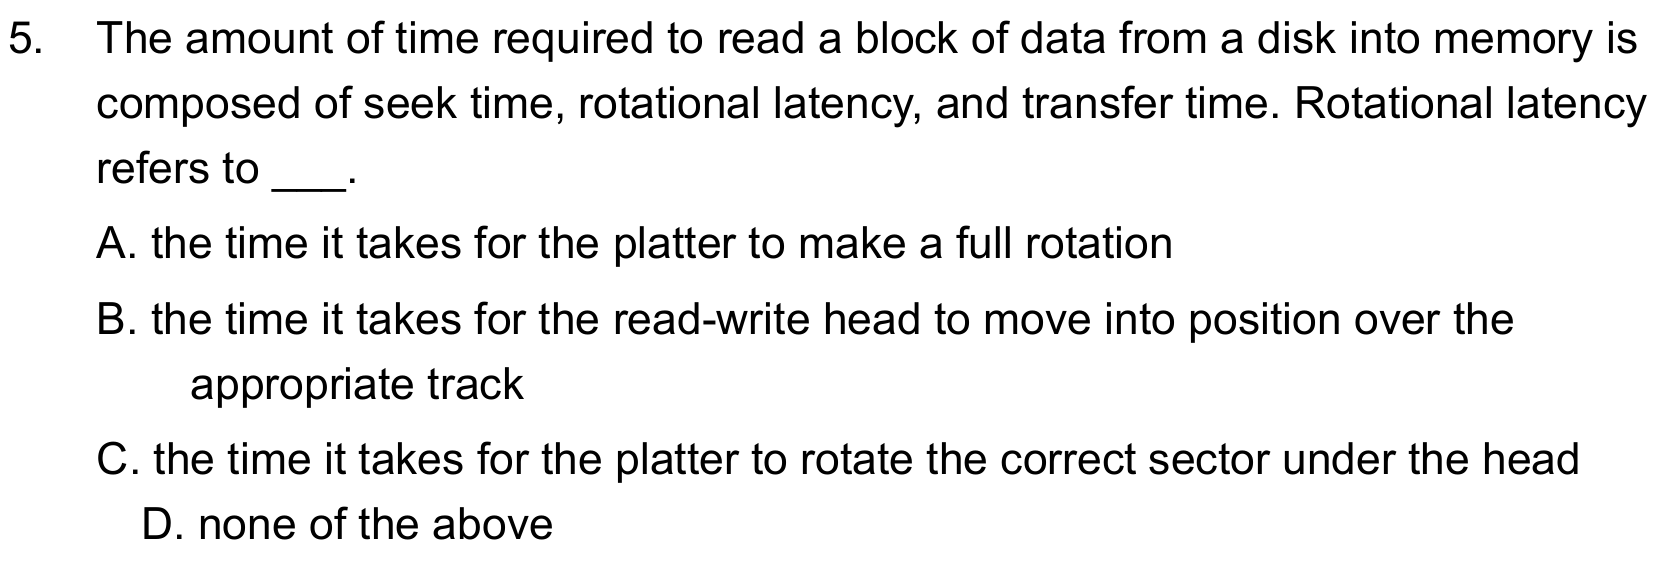 5. The amount of time required to read a block of data from a disk into memory is
composed of seek time, rotational latency, and transfer time. Rotational latency
refers to ___.
A. the time it takes for the platter to make a full rotation
B. the time it takes for the read-write head to move into position over the
appropriate track
C. the time it takes for the platter to rotate the correct sector under the head
D. none of the above